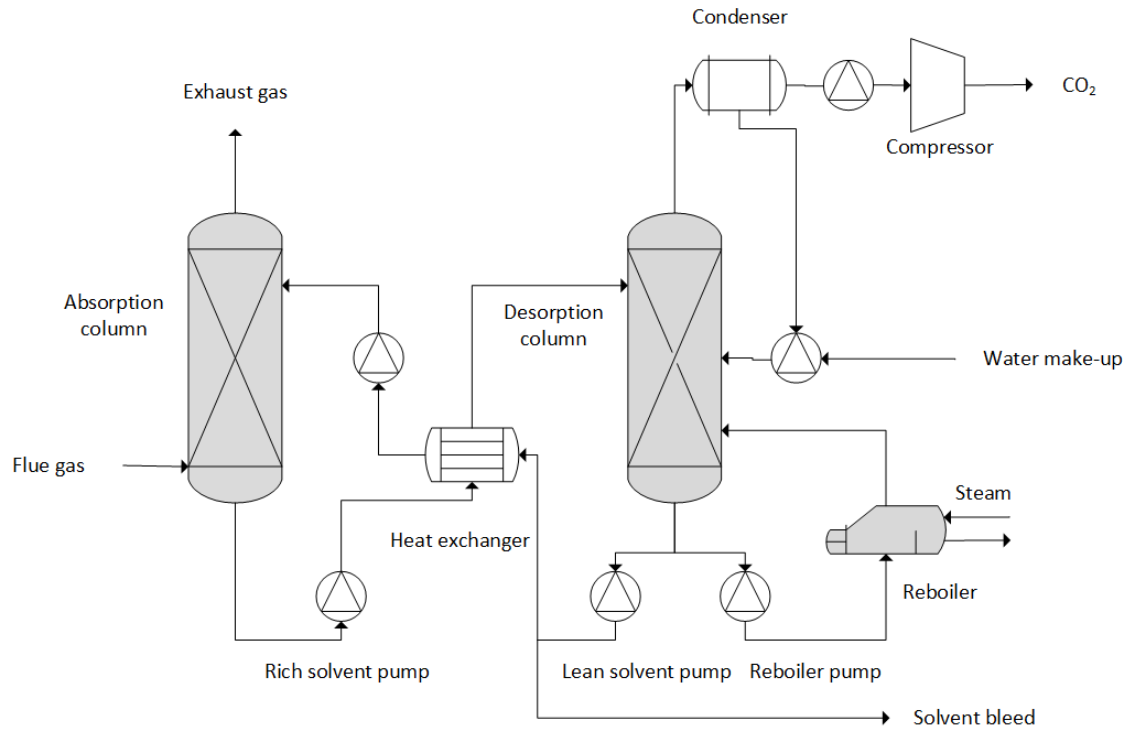 Condenser
Exhaust gas
CO₂
Compressor
Absorption
column
Desorption
column
Water make-up
Flue gas
Steam
Heat exchanger
Reboiler
Rich solvent pump
Lean solvent pump
Reboiler pump
Solvent bleed